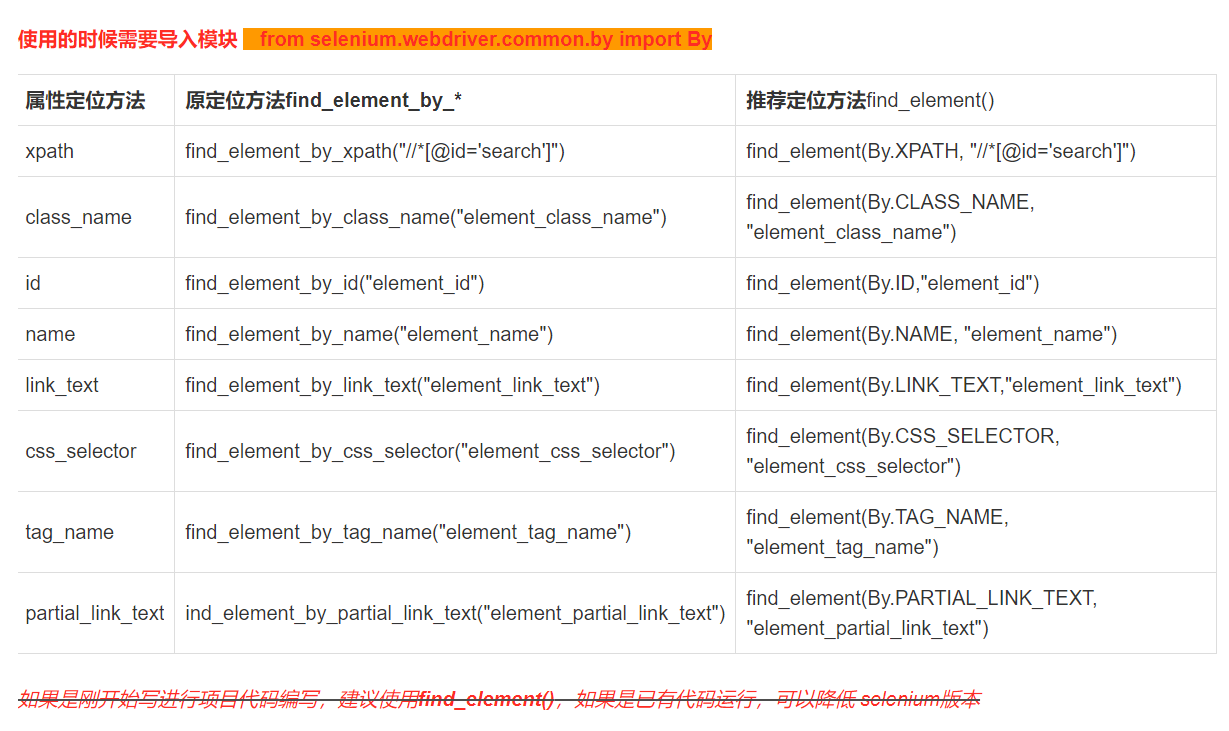 使用的时候需要导入模块 from selenium.webdriver.common.by import By
属性定位方法 原定位方法find_element_by_* 推荐定位方法find_element()
xpath find_element_by_xpath("//*[@id='search']") find_element(By.XPATH, "//*[@id='search']")
class_name find_element_by_class_name("element_class_name") find_element(By.CLASS_NAME,
"element_class_name")
id find_element_by_id("element_id") find_element(By.ID,"element_id")
name find_element_by_name("element_name") find_element(By.NAME, "element_name")
link_text find_element_by_link_text("element_link_text") find_element(By.LINK_TEXT,"element_link_text")
css_selector find_element_by_css_selector("element_css_selector") find_element(By.CSS_SELECTOR,
"element_css_selector")
tag_name find_element_by_tag_name("element_tag_name") find_element(By.TAG_NAME,
"element_tag_name")
partial_link_text ind_element_by_partial_link_text("element_partial_link_text") find_element(By.PARTIAL_LINK_TEXT,
"element_partial_link_text")
如果是刚开始写进行项目代码编写，建议使用find_element()，如果是已有代码运行，可以降低 selenium版本